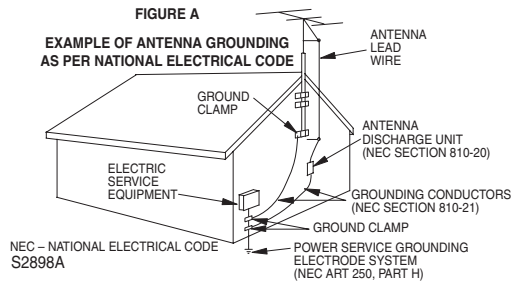 FIGURE A
EXAMPLE OF ANTENNA GROUNDING
AS PER NATIONAL ELECTRICAL CODE
ANTENNA
LEAD
WIRE
GROUND
CLAMP
ANTENNA
DISCHARGE UNIT
(NEC SECTION 810-20)
ELECTRIC
SERVICE
EQUIPMENT
GROUNDING CONDUCTORS
(NEC SECTION 810-21)
GROUND CLAMP
POWER SERVICE GROUNDING
ELECTRODE SYSTEM
(NEC ART 250, PART H)
NEC – NATIONAL ELECTRICAL CODE
S2898A